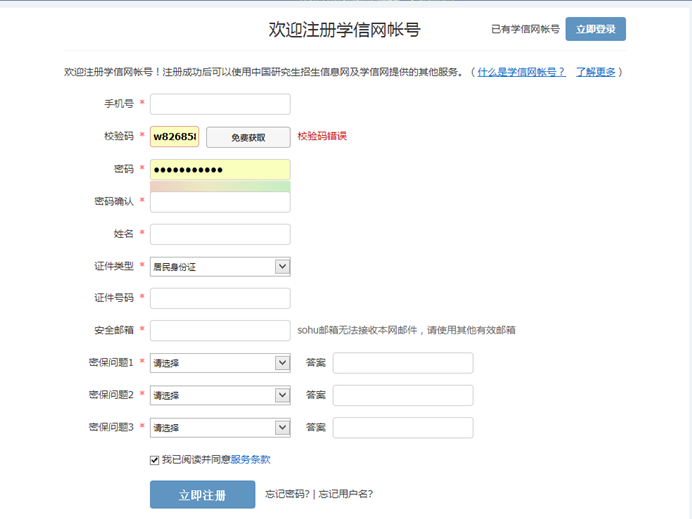 欢迎注册学信网帐号
已有学信网帐号 立即登录
欢迎注册学信网帐号！注册成功后可以使用中国研究生招生信息网及学信网提供的其他服务。（什么是学信网帐号？ 了解更多）
手机号 *
校验码 * w82685 免费获取 校验码错误
密码 * ●●●●●●●●●●●
密码确认 *
姓名 *
证件类型 * 居民身份证
证件号码 *
安全邮箱 * sohu邮箱无法接收本网邮件，请使用其他有效邮箱
密保问题1 * 请选择 答案
密保问题2 * 请选择 答案
密保问题3 * 请选择 答案
我已阅读并同意服务条款
立即注册 忘记密码? | 忘记用户名?